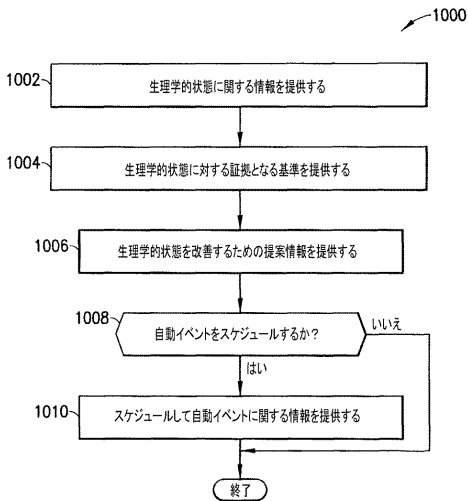 1000
1002
生理学的状態に関する情報を提供する
1004
生理学的状態に対する証拠となる基準を提供する
1006
生理学的状態を改善するための提案情報を提供する
1008
自動イベントをスケジュールするか?
いいえ
はい
1010
スケジュールして自動イベントに関する情報を提供する
終了